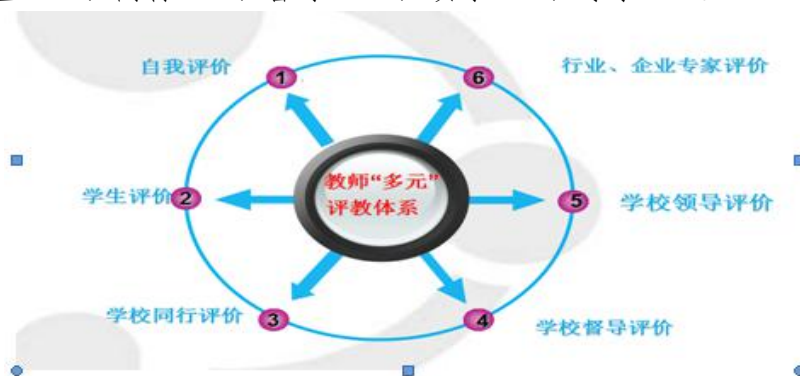 自我评价
1
6
行业、企业专家评价
教师“多元”
评教体系
学生评价
2
5
学校领导评价
学校同行评价
3
4
学校督导评价